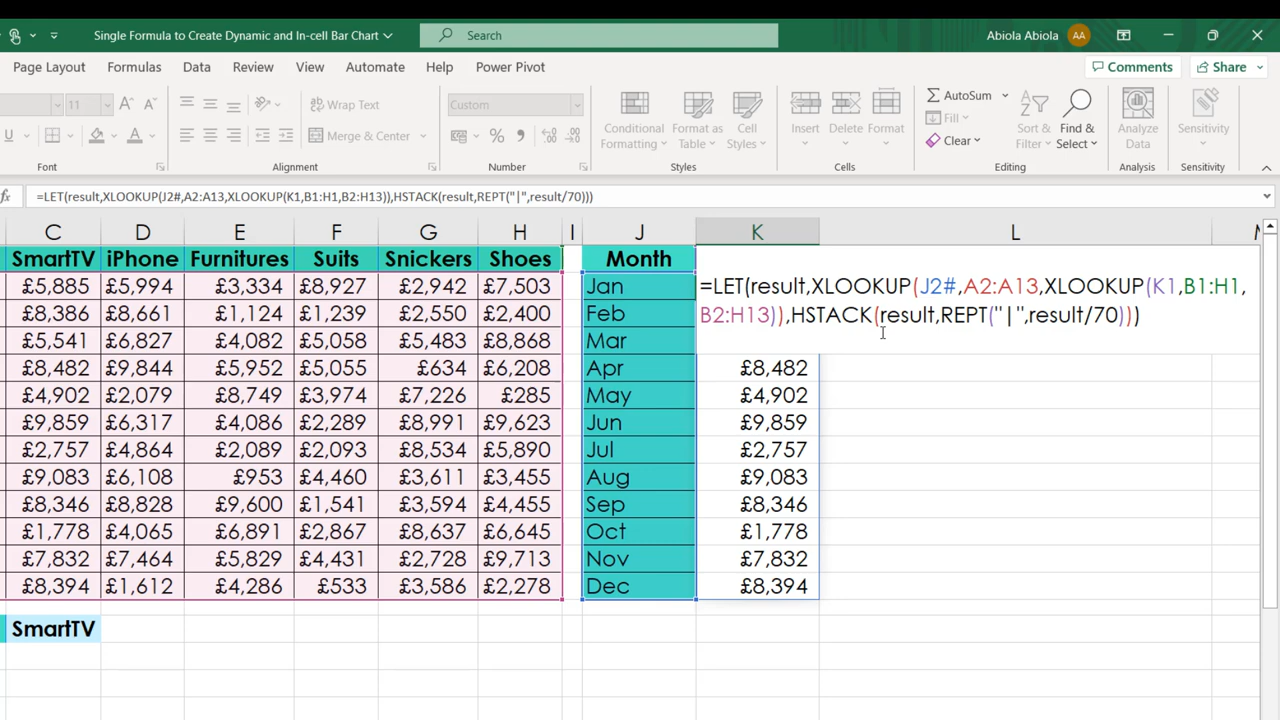 Single Formula to Create Dynamic and In-cell Bar Chart
Search
Abiola Abiola
AA
Page Layout
Formulas
Data
Review
View
Automate
Help
Power Pivot
Comments
Share
11
Wrap Text
Merge & Center
Custom
Conditional Formatting
Format as Table
Cell Styles
Insert
Delete
Format
AutoSum
Fill
Clear
Sort & Filter
Find & Select
Analyze Data
Sensitivity
Font
Alignment
Number
Styles
Cells
Editing
Analysis
Sensitivity
=LET(result,XLOOKUP(J2#,A2:A13,XLOOKUP(K1,B1:H1,B2:H13)),HSTACK(result,REPT("|",result/70)))
C D E F G H I J K L
SmartTV iPhone Furnitures Suits Snickers Shoes Month
£5,885 £5,994 £3,334 £8,927 £2,942 £7,503 Jan =LET(result,XLOOKUP(J2#,A2:A13,XLOOKUP(K1,B1:H1,
£8,386 £8,661 £1,124 £1,239 £2,550 £2,400 Feb B2:H13)),HSTACK(result,REPT("|",result/70)))
£5,541 £6,827 £4,082 £5,058 £5,483 £8,868 Mar
£8,482 £9,844 £5,952 £5,055 £634 £6,208 Apr £8,482
£4,902 £2,079 £8,749 £3,974 £7,226 £285 May £4,902
£9,859 £6,317 £4,086 £2,289 £8,991 £9,623 Jun £9,859
£2,757 £4,864 £2,089 £2,093 £8,534 £5,890 Jul £2,757
£9,083 £6,108 £953 £4,460 £3,611 £3,455 Aug £9,083
£8,346 £8,828 £9,600 £1,541 £3,594 £4,455 Sep £8,346
£1,778 £4,065 £6,891 £2,867 £8,637 £6,645 Oct £1,778
£7,832 £7,464 £5,829 £4,431 £2,728 £9,713 Nov £7,832
£8,394 £1,612 £4,286 £533 £3,586 £2,278 Dec £8,394
SmartTV